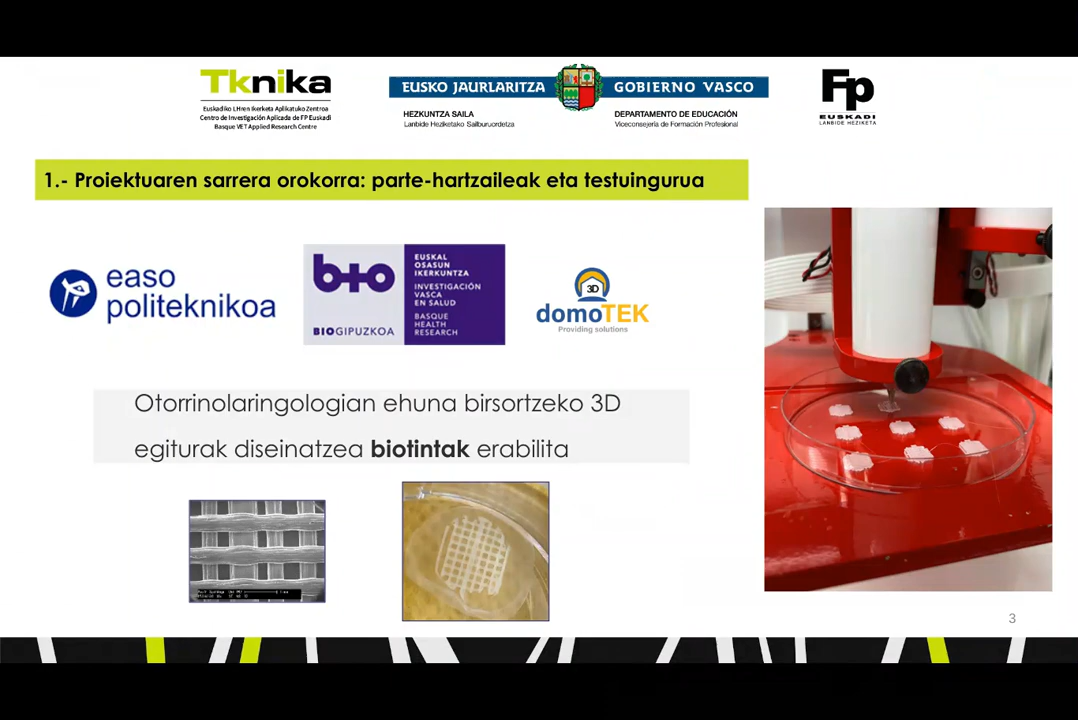 Tknika
Euskadiko LHren Ikerketa Aplikatuko Zentroa
Centro de Investigación Aplicada de FP Euskadi
Basque VET Applied Research Centre
EUSKO JAURLARITZA
GOBIERNO VASCO
HEZKUNTZA SAILA
Lanbide Heziketako Sailburuordetza
DEPARTAMENTO DE EDUCACIÓN
Viceconsejería de Formación Profesional
Fp
EUSKADI
LANBIDE HEZIKETA
1.- Proiektuaren sarrera orokorra: parte-hartzaileak eta testuingurua
easo
politeknikoa
bio
BIOGIPUZKOA
EUSKAL
OSASUN
IKERKUNTZA
INVESTIGACIÓN
VASCA
EN SALUD
BASQUE
HEALTH
RESEARCH
3D
domoTEK
Providing solutions
Otorrinolaringologian ehuna birsortzeko 3D
egiturak diseinatzea biotintak erabilita
3